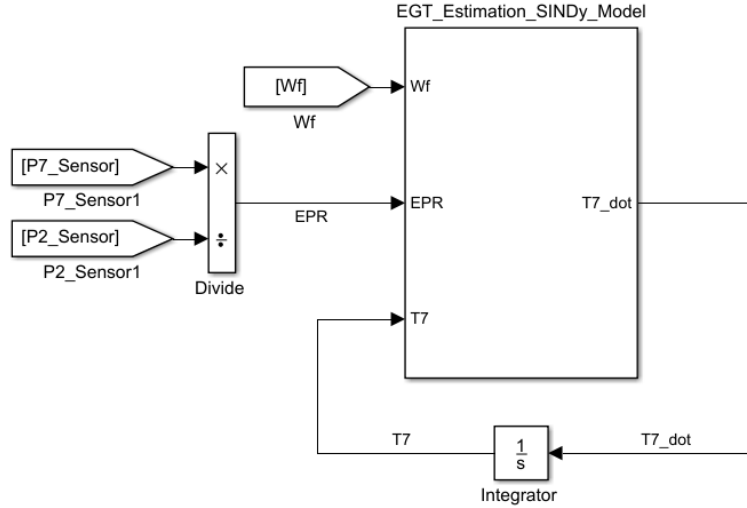 EGT_Estimation_SINDy_Model
[Wf]
Wf
Wf
[P7_Sensor]
×
P7_Sensor1
EPR
EPR
T7_dot
[P2_Sensor]
÷
P2_Sensor1
Divide
T7
T7
1
s
T7_dot
Integrator